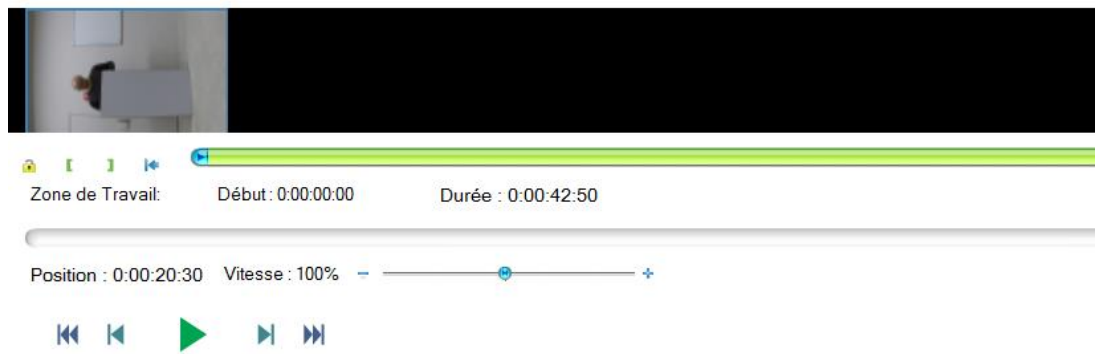 Zone de Travail: Début : 0:00:00:00 Durée : 0:00:42:50
Position : 0:00:20:30 Vitesse : 100%